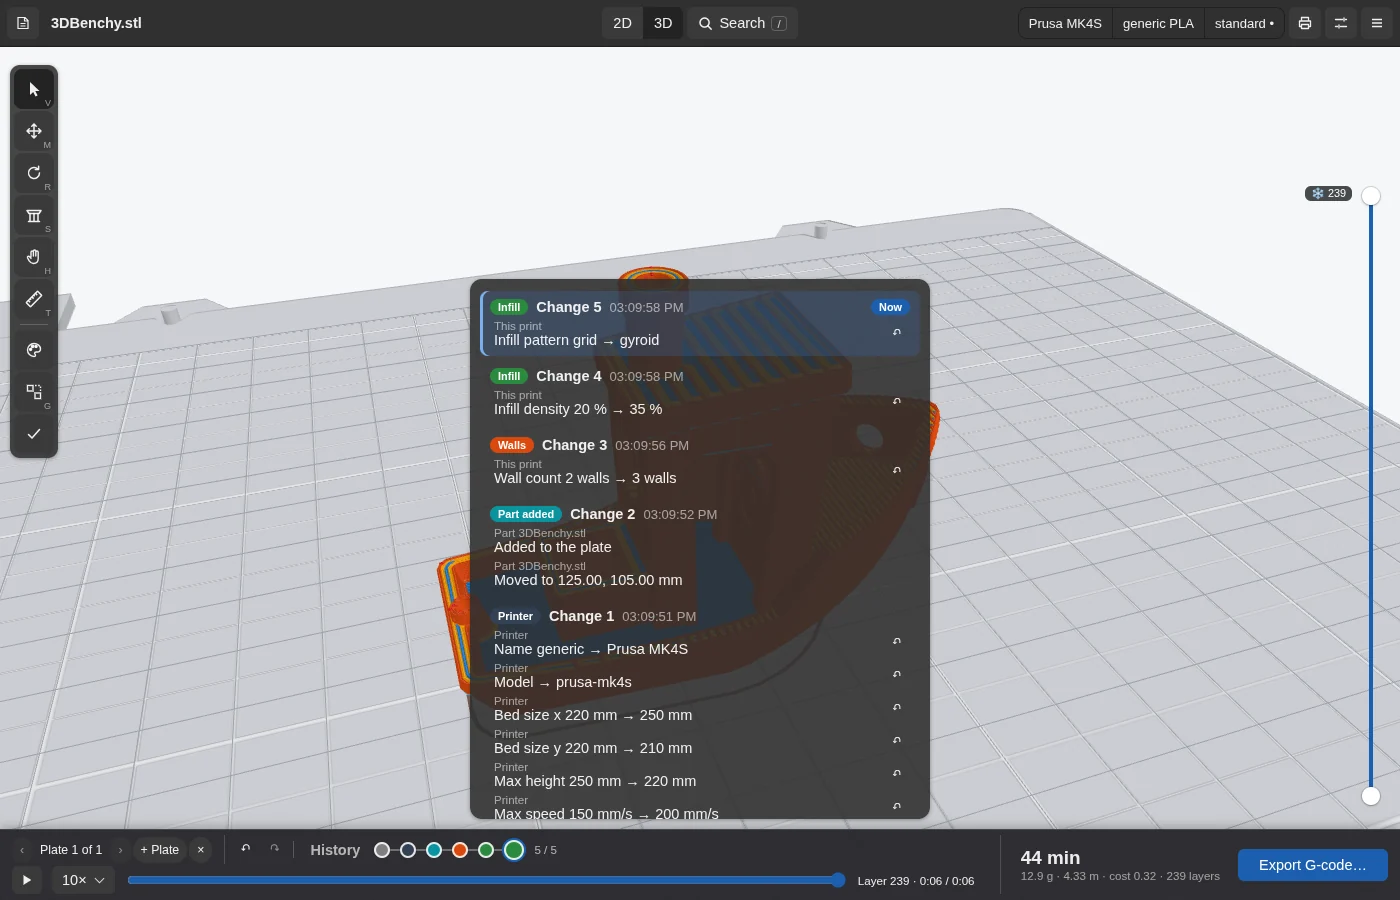 3DBenchy.stl
2D
3D
Search /
Prusa MK4S
generic PLA
standard •
V
M
R
S
H
T
G
239
Infill Change 5 03:09:58 PM Now
This print
Infill pattern grid → gyroid
Infill Change 4 03:09:58 PM
This print
Infill density 20 % → 35 %
Walls Change 3 03:09:56 PM
This print
Wall count 2 walls → 3 walls
Part added Change 2 03:09:52 PM
Part 3DBenchy.stl
Added to the plate
Part 3DBenchy.stl
Moved to 125.00, 105.00 mm
Printer Change 1 03:09:51 PM
Printer
Name generic → Prusa MK4S
Printer
Model → prusa-mk4s
Printer
Bed size x 220 mm → 250 mm
Printer
Bed size y 220 mm → 210 mm
Printer
Max height 250 mm → 220 mm
Printer
Max speed 150 mm/s → 200 mm/s
‹ Plate 1 of 1 › + Plate ×
History
5 / 5
10×
Layer 239 · 0:06 / 0:06
44 min
12.9 g · 4.33 m · cost 0.32 · 239 layers
Export G-code…